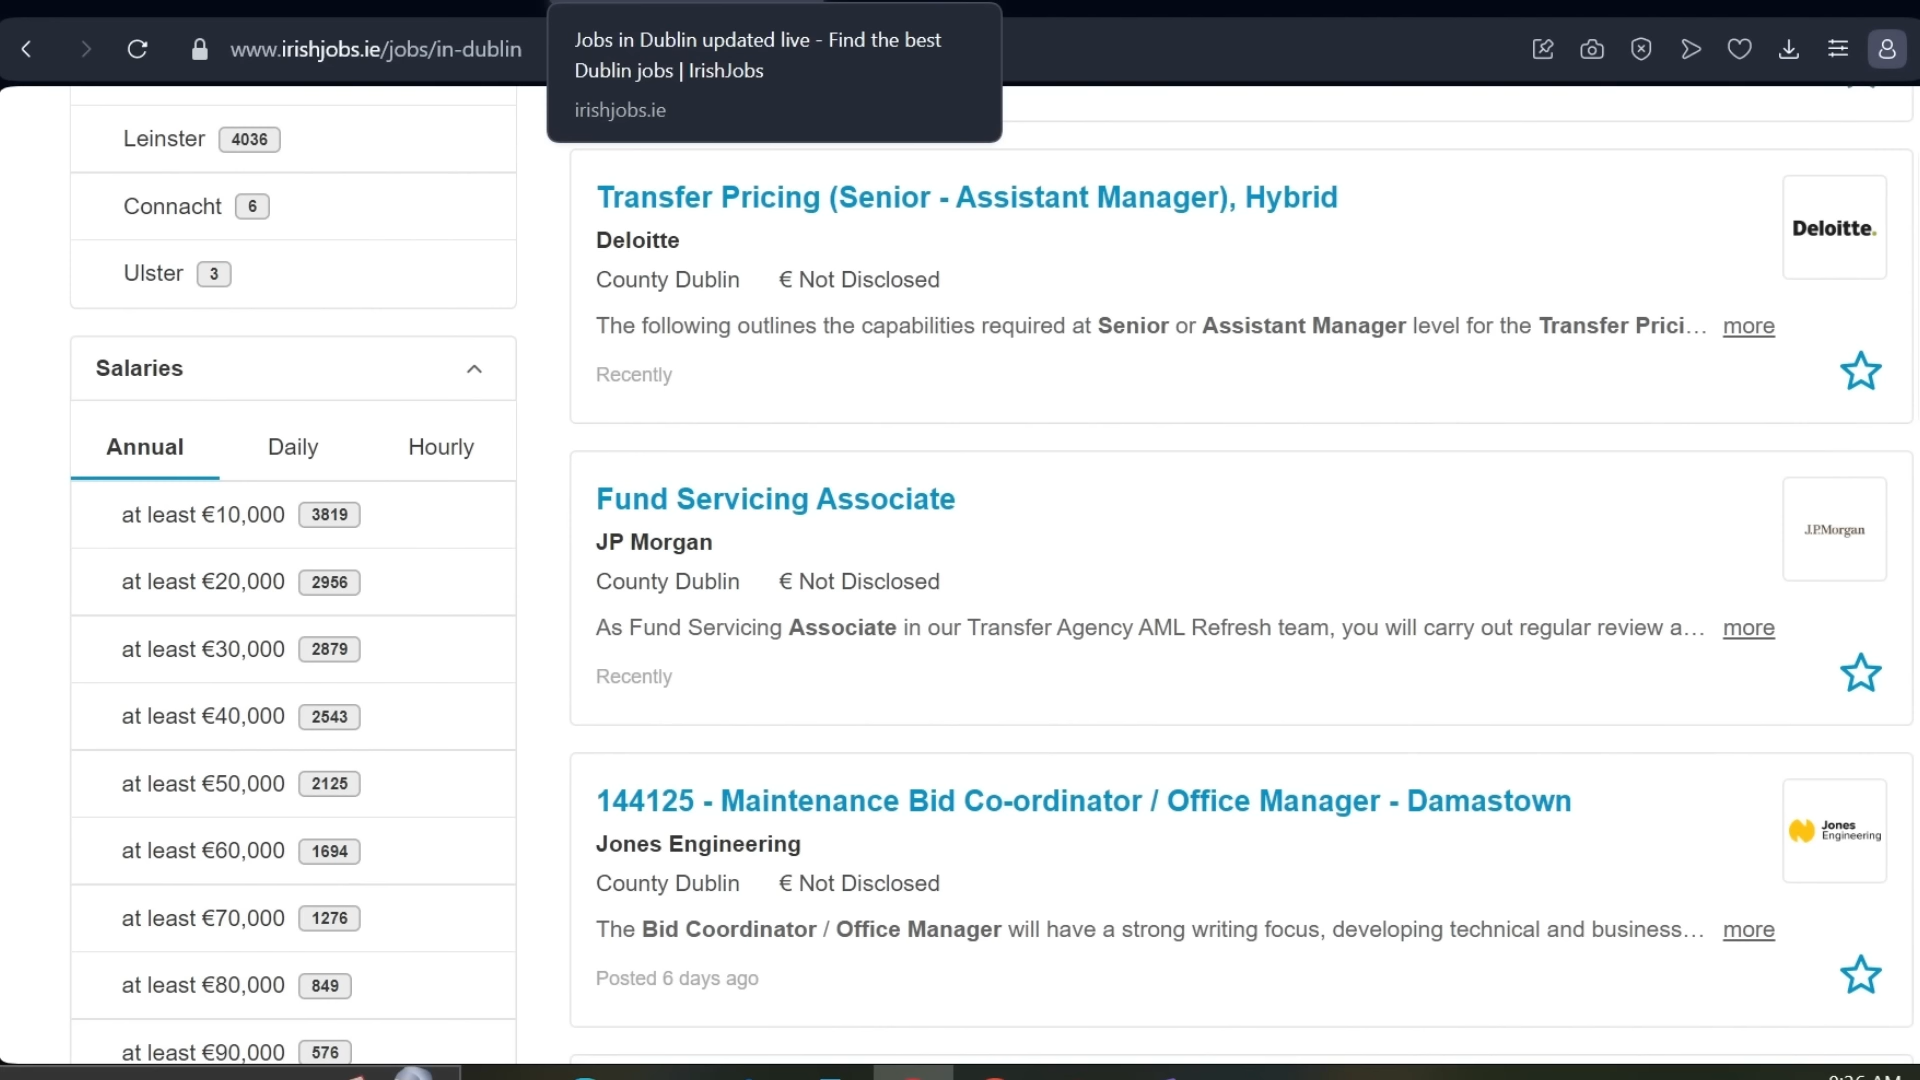 www.irishjobs.ie/jobs/in-dublin
Jobs in Dublin updated live - Find the best
Dublin jobs | IrishJobs
irishjobs.ie
Leinster 4036
Connacht 6
Ulster 3
Salaries
Annual Daily Hourly
at least €10,000 3819
at least €20,000 2956
at least €30,000 2879
at least €40,000 2543
at least €50,000 2125
at least €60,000 1694
at least €70,000 1276
at least €80,000 849
at least €90,000 576
Transfer Pricing (Senior - Assistant Manager), Hybrid
Deloitte
County Dublin € Not Disclosed
The following outlines the capabilities required at Senior or Assistant Manager level for the Transfer Prici... more
Recently
Deloitte.
Fund Servicing Associate
JP Morgan
County Dublin € Not Disclosed
As Fund Servicing Associate in our Transfer Agency AML Refresh team, you will carry out regular review a... more
Recently
J.P.Morgan
144125 - Maintenance Bid Co-ordinator / Office Manager - Damastown
Jones Engineering
County Dublin € Not Disclosed
The Bid Coordinator / Office Manager will have a strong writing focus, developing technical and business... more
Posted 6 days ago
Jones
Engineering